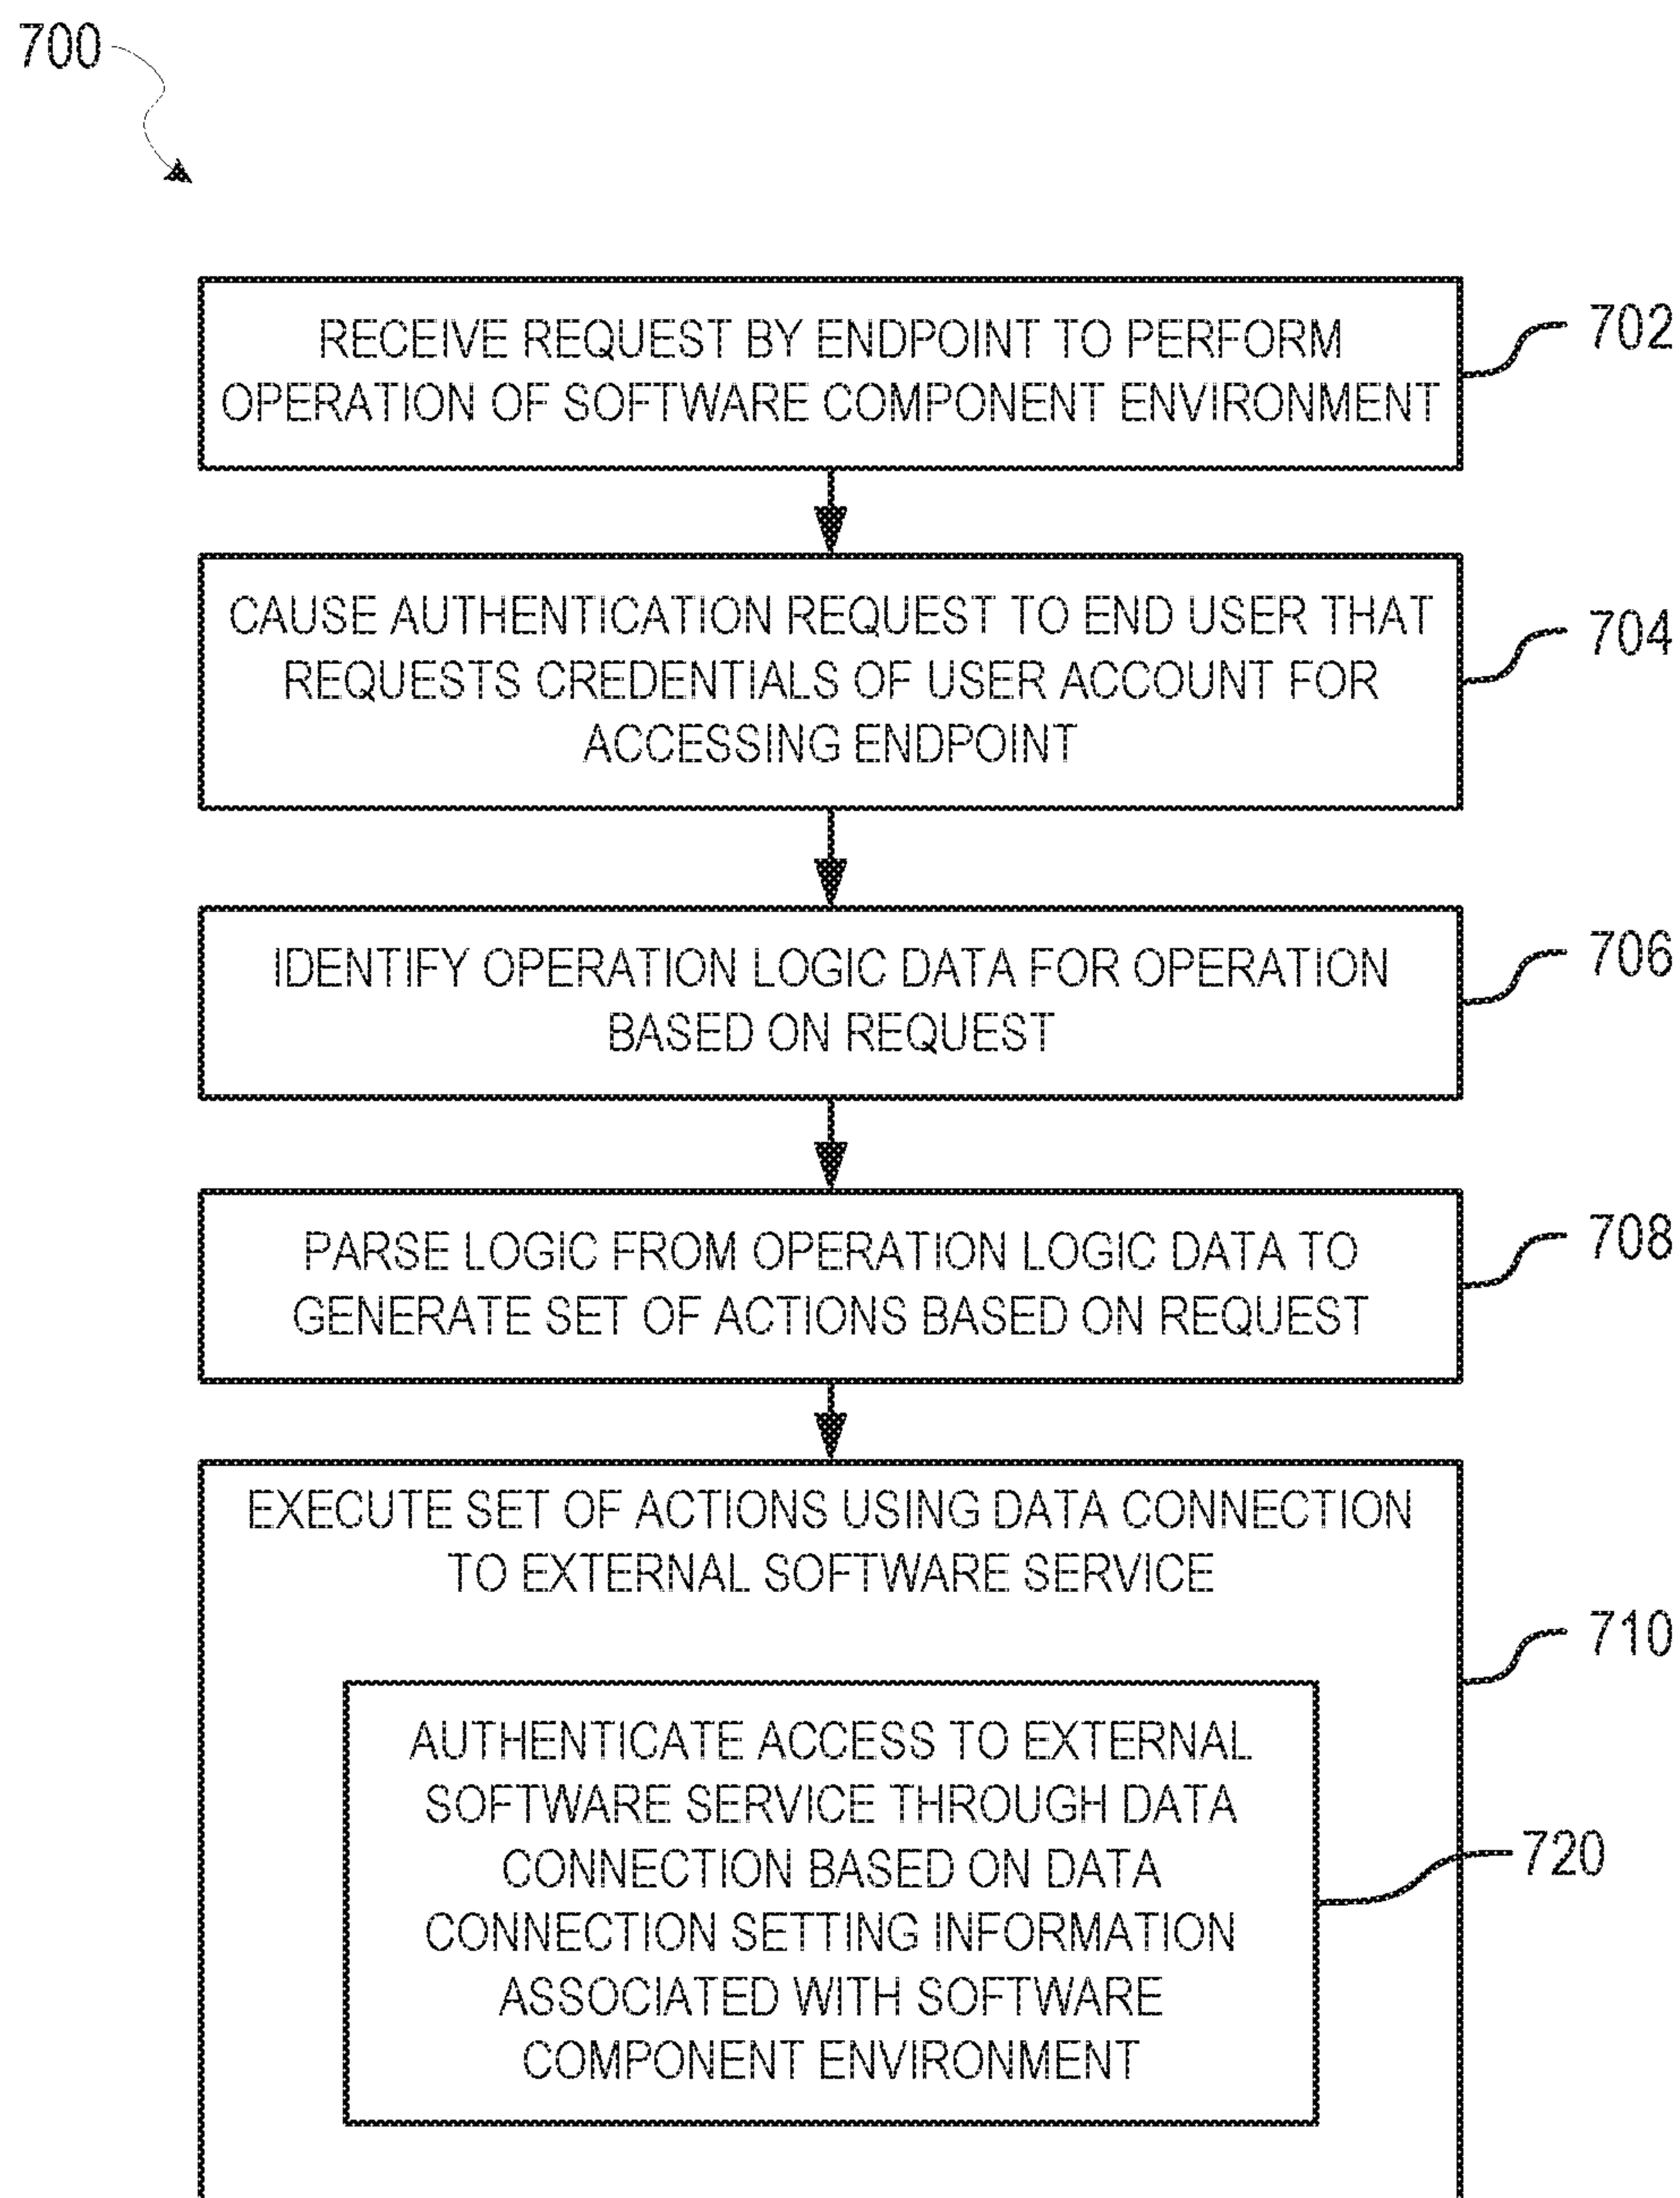 700
RECEIVE REQUEST BY ENDPOINT TO PERFORM
OPERATION OF SOFTWARE COMPONENT ENVIRONMENT
702
CAUSE AUTHENTICATION REQUEST TO END USER THAT
REQUESTS CREDENTIALS OF USER ACCOUNT FOR
ACCESSING ENDPOINT
704
IDENTIFY OPERATION LOGIC DATA FOR OPERATION
BASED ON REQUEST
706
PARSE LOGIC FROM OPERATION LOGIC DATA TO
GENERATE SET OF ACTIONS BASED ON REQUEST
708
EXECUTE SET OF ACTIONS USING DATA CONNECTION
TO EXTERNAL SOFTWARE SERVICE
710
AUTHENTICATE ACCESS TO EXTERNAL
SOFTWARE SERVICE THROUGH DATA
CONNECTION BASED ON DATA
CONNECTION SETTING INFORMATION
ASSOCIATED WITH SOFTWARE
COMPONENT ENVIRONMENT
720